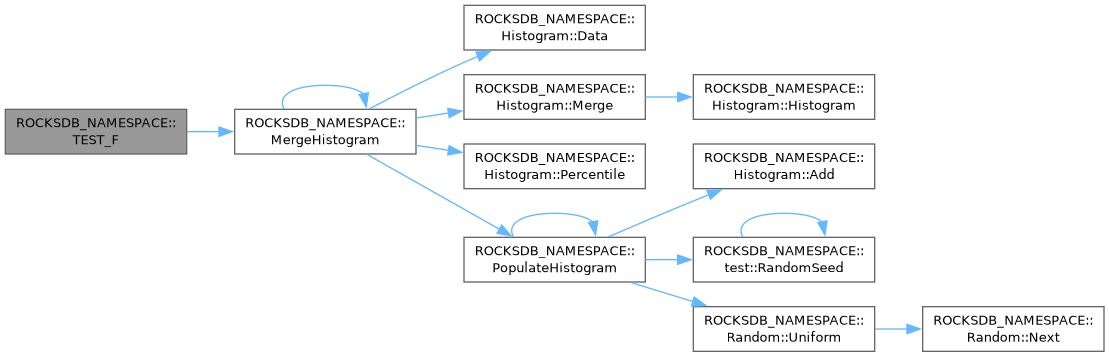 ROCKSDB_NAMESPACE::
TEST_F
ROCKSDB_NAMESPACE::
MergeHistogram
ROCKSDB_NAMESPACE::
Histogram::Data
ROCKSDB_NAMESPACE::
Histogram::Merge
ROCKSDB_NAMESPACE::
Histogram::Histogram
ROCKSDB_NAMESPACE::
Histogram::Percentile
ROCKSDB_NAMESPACE::
PopulateHistogram
ROCKSDB_NAMESPACE::
Histogram::Add
ROCKSDB_NAMESPACE::
test::RandomSeed
ROCKSDB_NAMESPACE::
Random::Uniform
ROCKSDB_NAMESPACE::
Random::Next